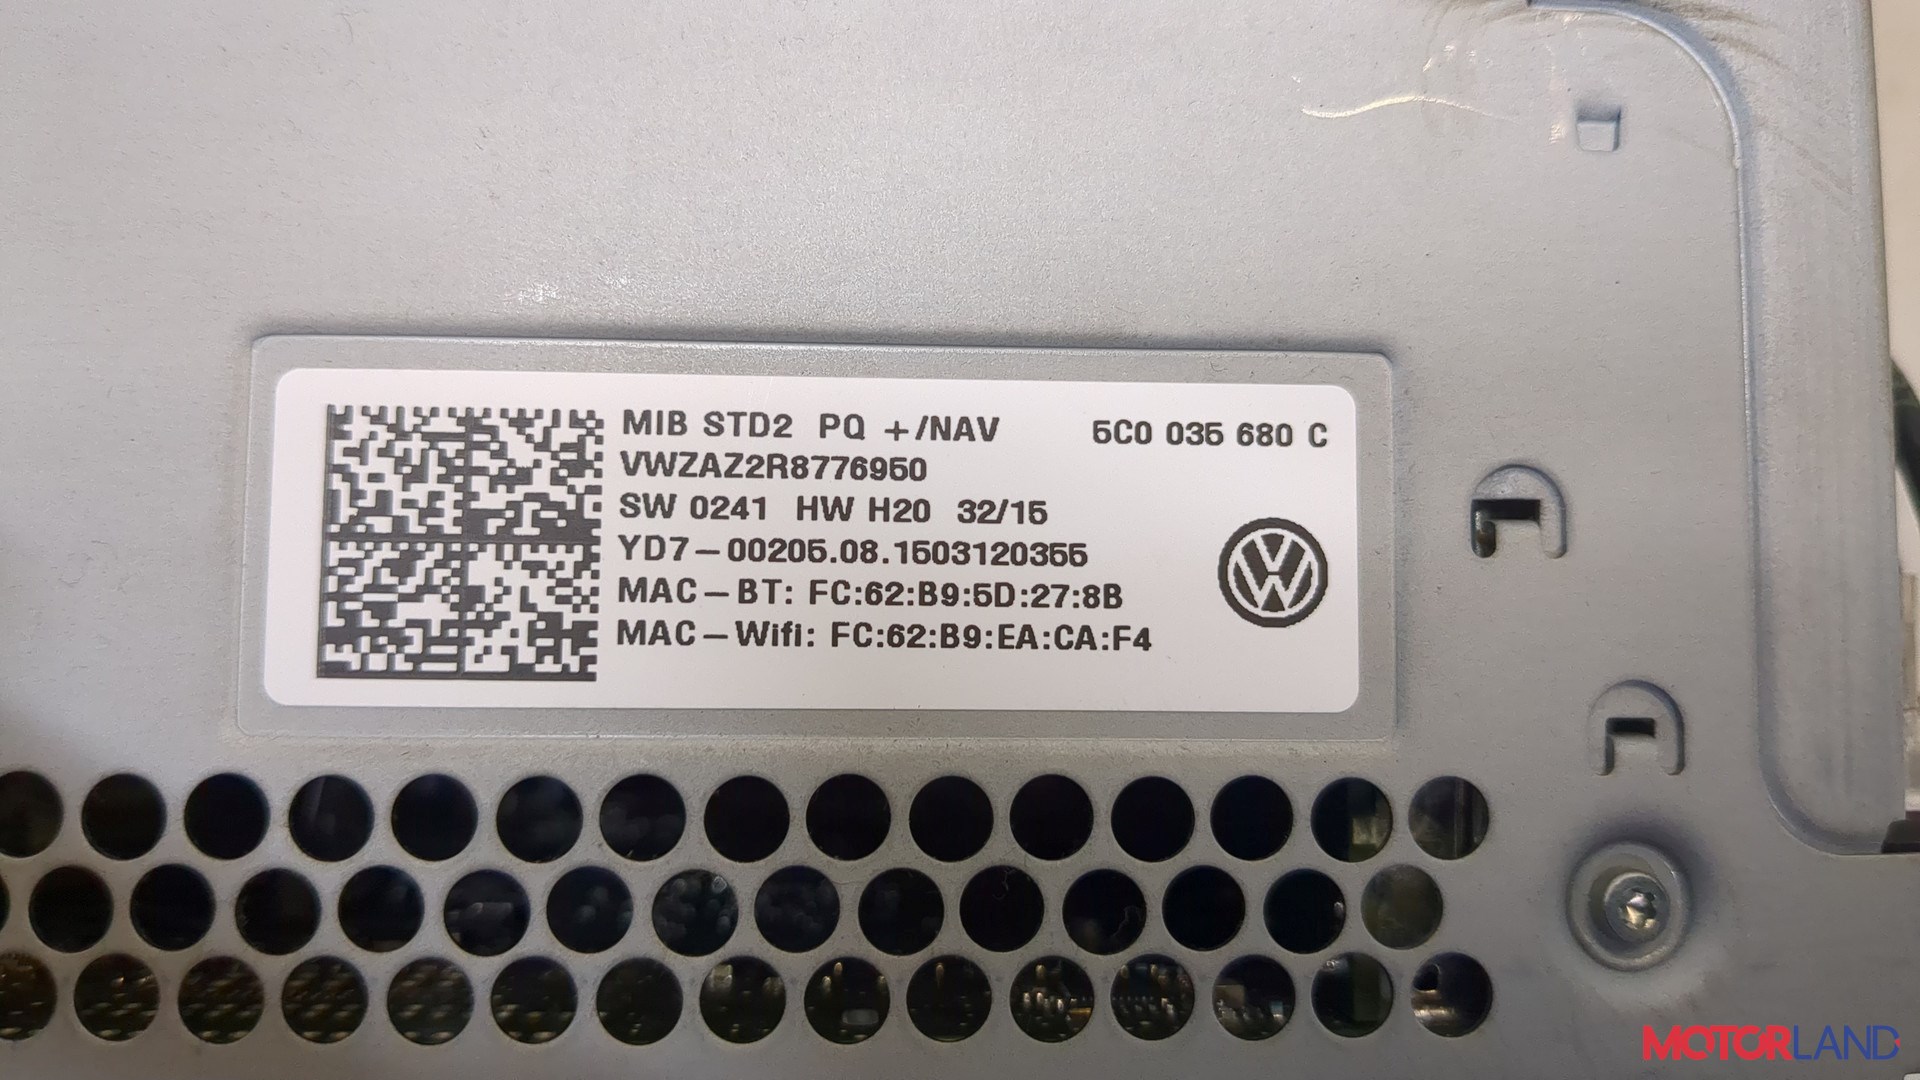 MIB STD2 PQ +/NAV 5C0 035 680 C
VWZAZ2R8776950
SW 0241 HW H20 32/15
YD7-00205.08.1503120355
MAC-BT: FC:62:B9:5D:27:8B
MAC-Wifi: FC:62:B9:EA:CA:F4
MOTORLAND